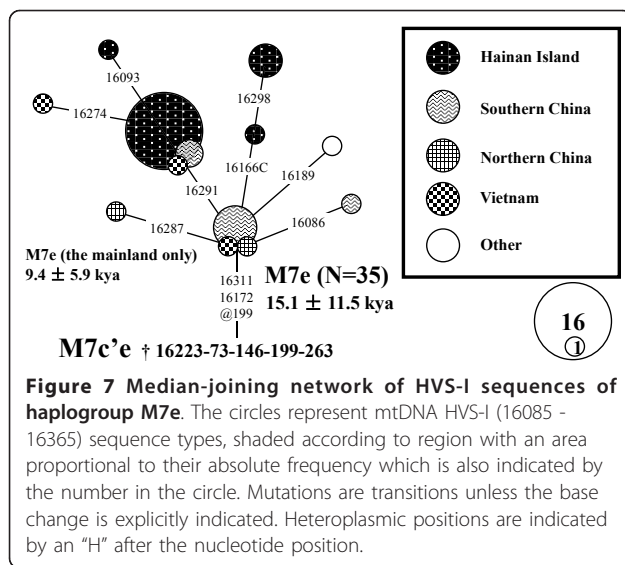 16093
16274
16298
16166C
16189
16291
16287
16086
Hainan Island
Southern China
Northern China
Vietnam
Other
M7e (the mainland only)
9.4 ± 5.9 kya
16311
16172
@199
M7e (N=35)
15.1 ± 11.5 kya
16
1
M7c'e † 16223-73-146-199-263
Figure 7 Median-joining network of HVS-I sequences of
haplogroup M7e. The circles represent mtDNA HVS-I (16085 -
16365) sequence types, shaded according to region with an area
proportional to their absolute frequency which is also indicated by
the number in the circle. Mutations are transitions unless the base
change is explicitly indicated. Heteroplasmic positions are indicated
by an “H” after the nucleotide position.